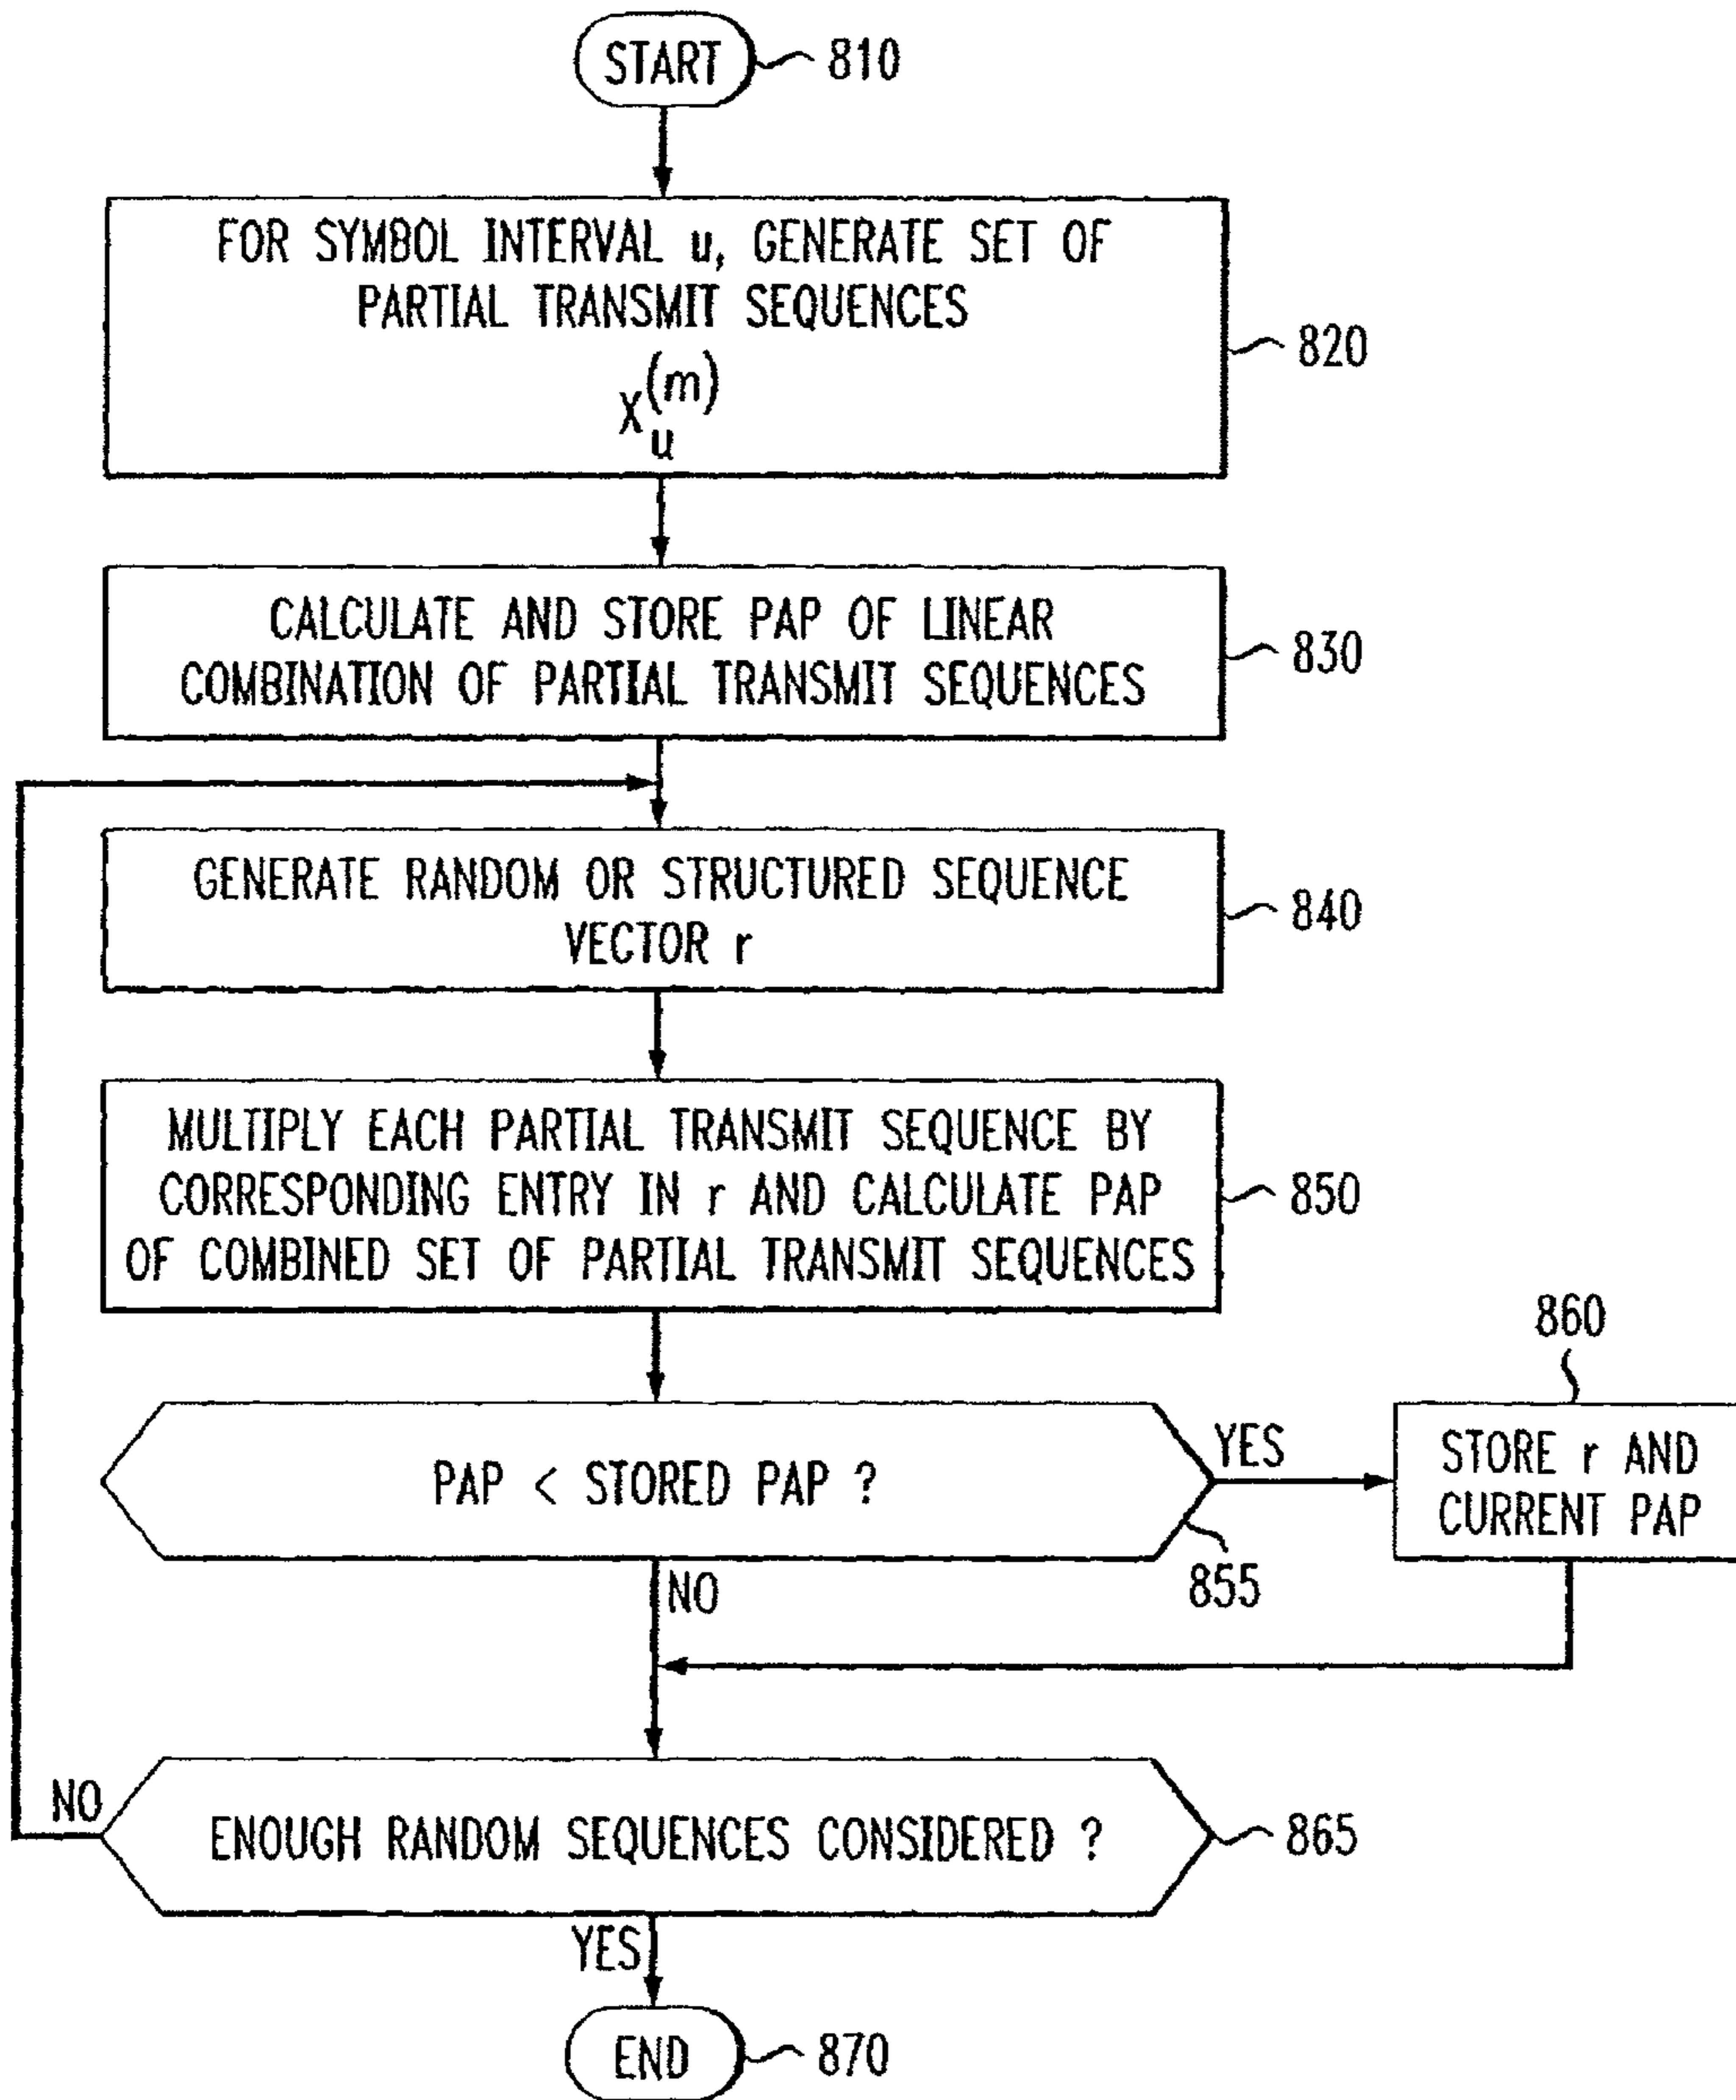 START
810
FOR SYMBOL INTERVAL u, GENERATE SET OF
PARTIAL TRANSMIT SEQUENCES
x_u^(m)
820
CALCULATE AND STORE PAP OF LINEAR
COMBINATION OF PARTIAL TRANSMIT SEQUENCES
830
GENERATE RANDOM OR STRUCTURED SEQUENCE
VECTOR r
840
MULTIPLY EACH PARTIAL TRANSMIT SEQUENCE BY
CORRESPONDING ENTRY IN r AND CALCULATE PAP
OF COMBINED SET OF PARTIAL TRANSMIT SEQUENCES
850
PAP < STORED PAP ?
855
YES
860
STORE r AND
CURRENT PAP
NO
ENOUGH RANDOM SEQUENCES CONSIDERED ?
865
NO
YES
END
870